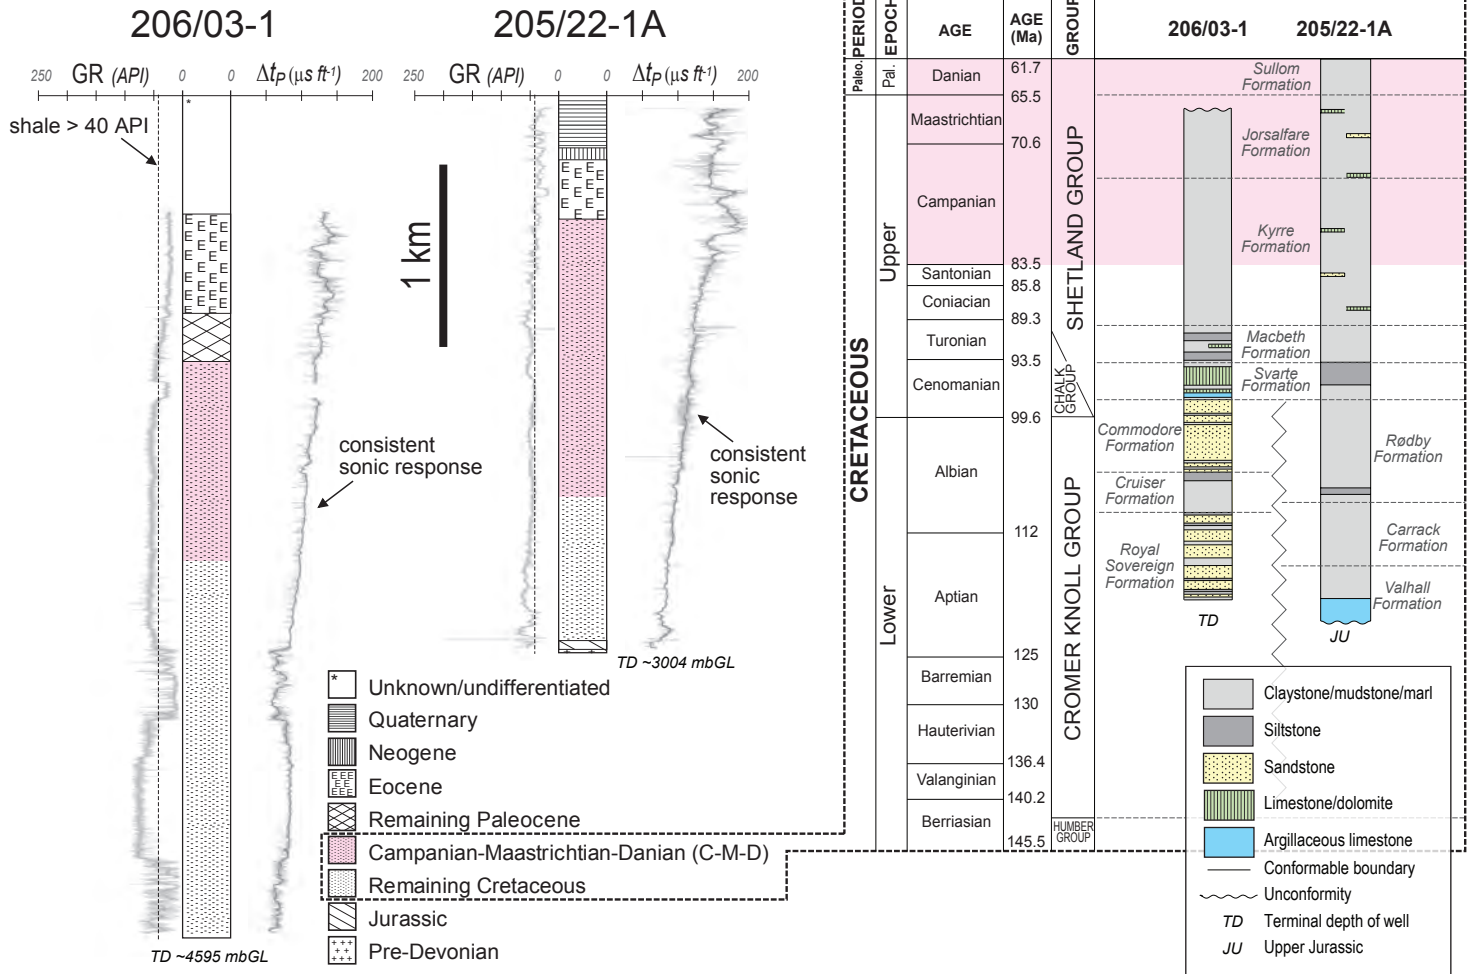 206/03-1
205/22-1A
250 GR (API) 0
0 Δtₚ (μs ft⁻¹) 200
250 GR (API) 0
0 Δtₚ (μs ft⁻¹) 200
shale > 40 API
*
E E E
1 km
consistent
sonic response
consistent
sonic
response
TD ~4595 mbGL
TD ~3004 mbGL
* Unknown/undifferentiated
Quaternary
Neogene
Eocene
Remaining Paleocene
Campanian-Maastrichtian-Danian (C-M-D)
Remaining Cretaceous
Jurassic
Pre-Devonian
PERIOD
EPOCH
AGE
AGE
(Ma)
GROUP
206/03-1
205/22-1A
Paleo.
Pal.
CRETACEOUS
Upper
Lower
Danian
Maastrichtian
Campanian
Santonian
Coniacian
Turonian
Cenomanian
Albian
Aptian
Barremian
Hauterivian
Valanginian
Berriasian
61.7
65.5
70.6
83.5
85.8
89.3
93.5
99.6
112
125
130
136.4
140.2
145.5
SHETLAND GROUP
CHALK
GROUP
CROMER KNOLL GROUP
HUMBER
GROUP
Sullom
Formation
Jorsalfare
Formation
Kyrre
Formation
Macbeth
Formation
Svarte
Formation
Commodore
Formation
Cruiser
Formation
Royal
Sovereign
Formation
Rødby
Formation
Carrack
Formation
Valhall
Formation
TD
JU
Claystone/mudstone/marl
Siltstone
Sandstone
Limestone/dolomite
Argillaceous limestone
Conformable boundary
Unconformity
TD Terminal depth of well
JU Upper Jurassic